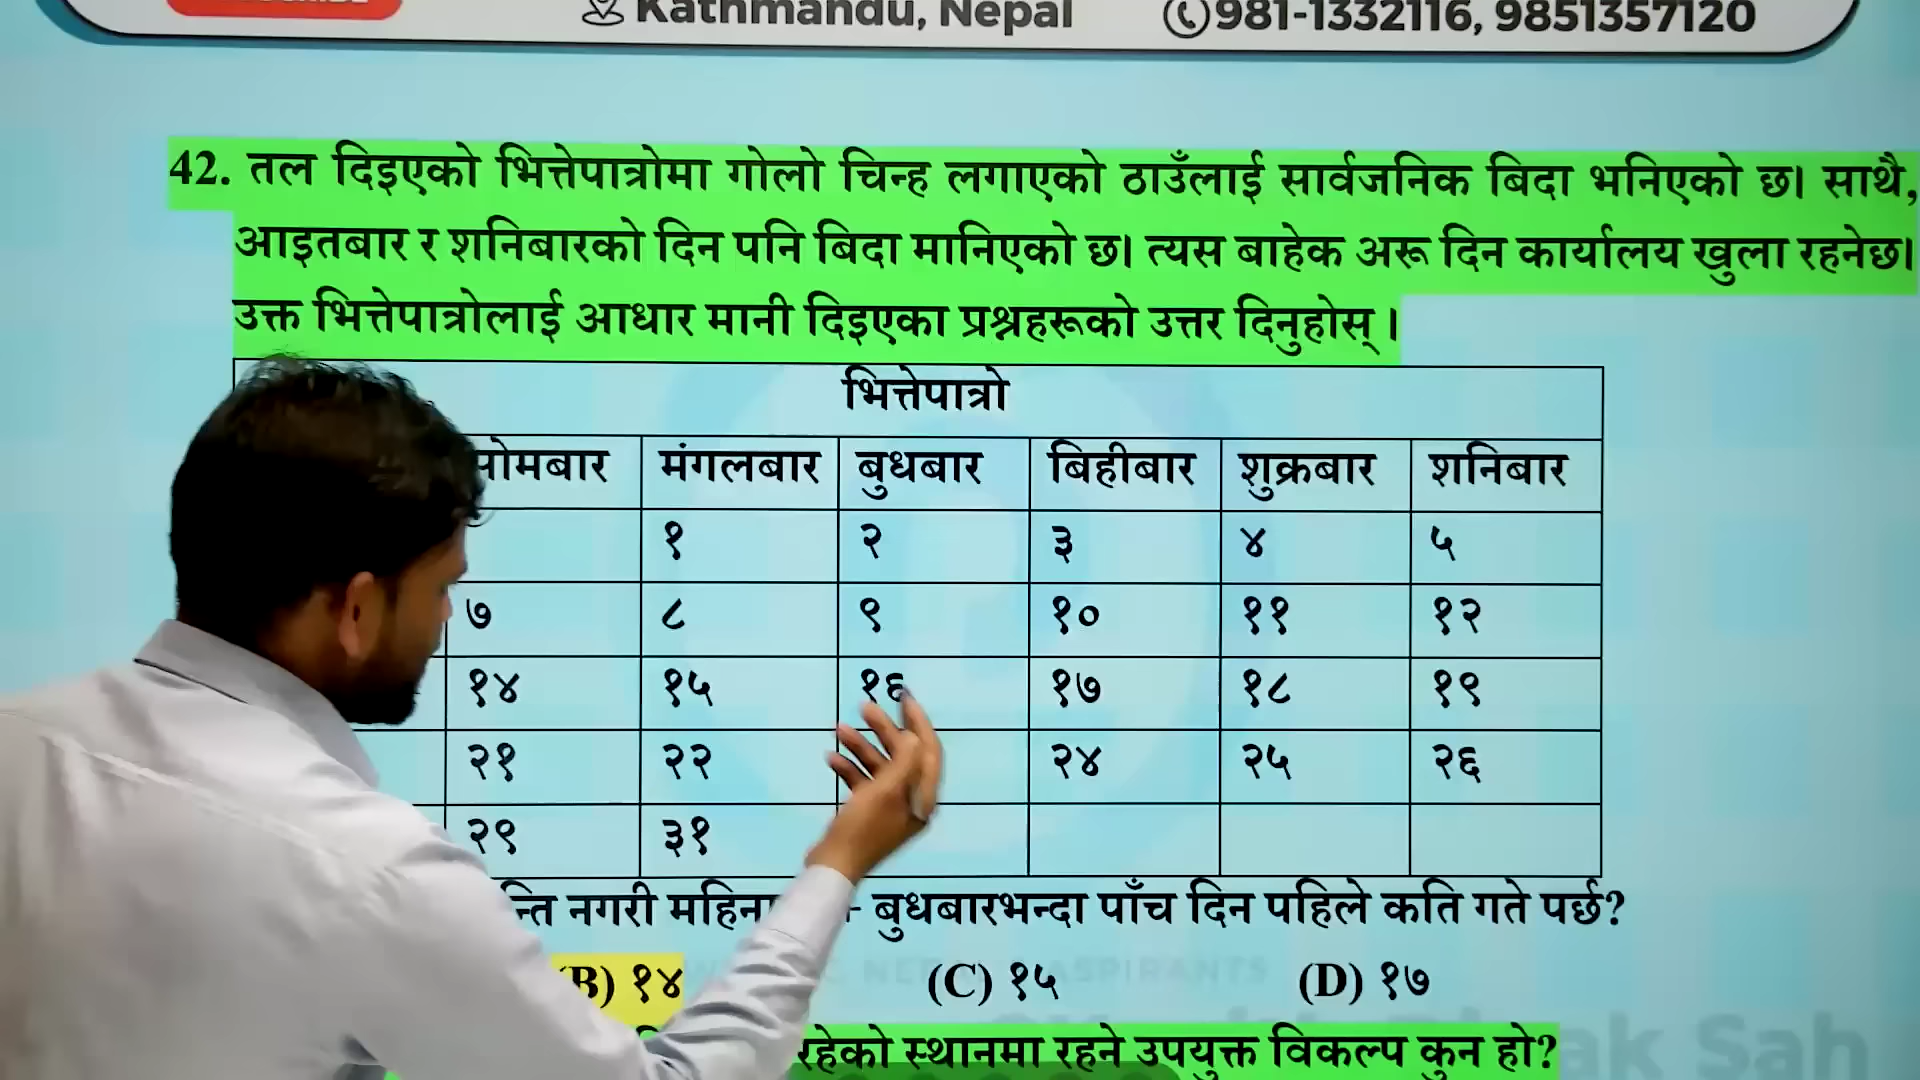 Kathmandu, Nepal 981-1332116, 9851357120
42. तल दिइएको भित्तेपात्रोमा गोलो चिन्ह लगाएको ठाउँलाई सार्वजनिक बिदा भनिएको छ। साथै,
आइतबार र शनिबारको दिन पनि बिदा मानिएको छ। त्यस बाहेक अरू दिन कार्यालय खुला रहनेछ।
उक्त भित्तेपात्रोलाई आधार मानी दिइएका प्रश्नहरूको उत्तर दिनुहोस् ।
भित्तेपात्रो
मंगलबार बुधबार बिहीबार शुक्रबार शनिबार
१ २ ३ ४ ५
७ ८ ९ १० ११ १२
१४ १५ १६ १७ १८ १९
२१ २२ २४ २५ २६
२९ ३१
नगरी बुधबारभन्दा पाँच दिन पहिले कति गते पर्छ?
(B) १४ (C) १५ (D) १७
रहेको स्थानमा रहने उपयुक्त विकल्प कुन हो?
Sah